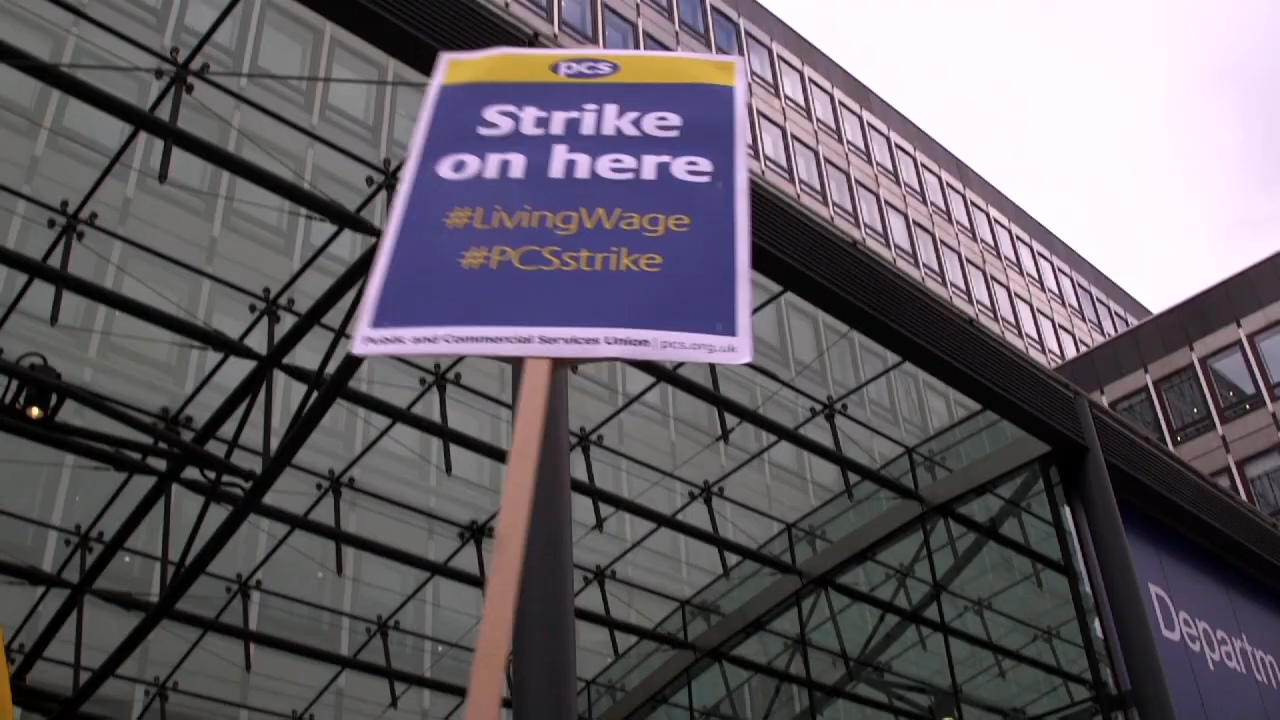 pcs
Strike
on here
#LivingWage
#PCSstrike
Public and Commercial Services Union | pcs.org.uk
Departm